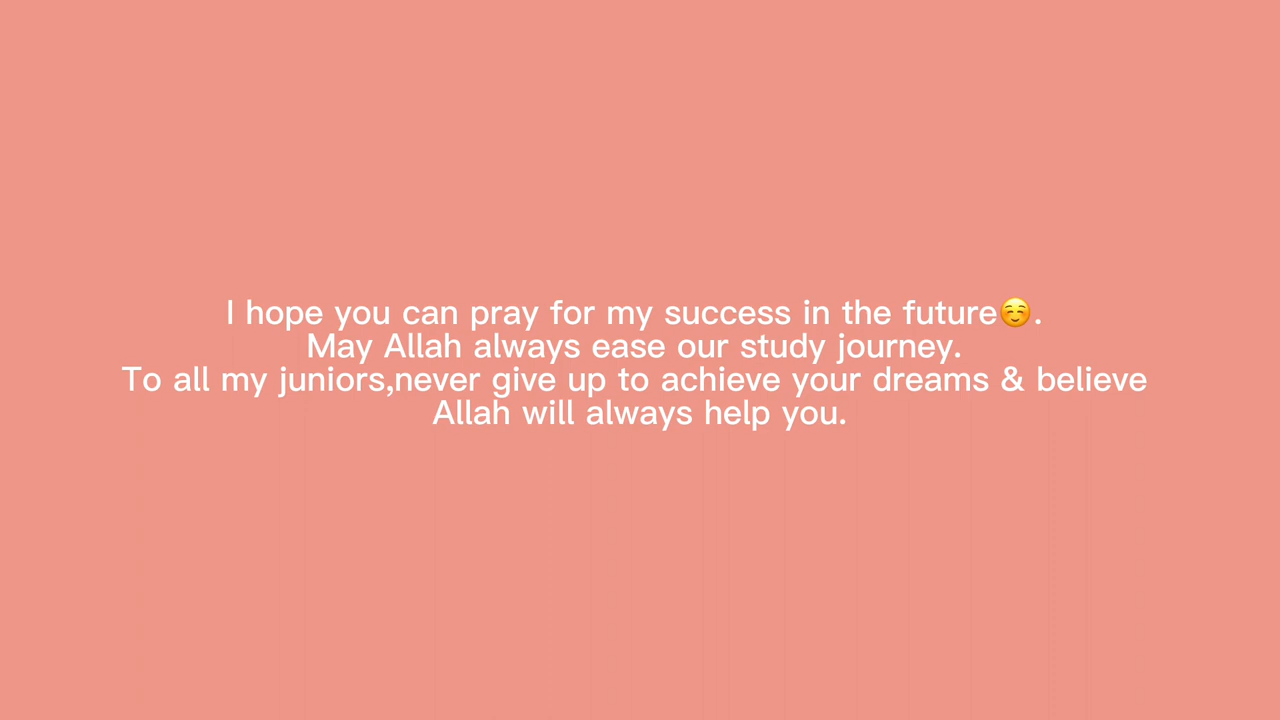 I hope you can pray for my success in the future☺️.
May Allah always ease our study journey.
To all my juniors,never give up to achieve your dreams & believe
Allah will always help you.